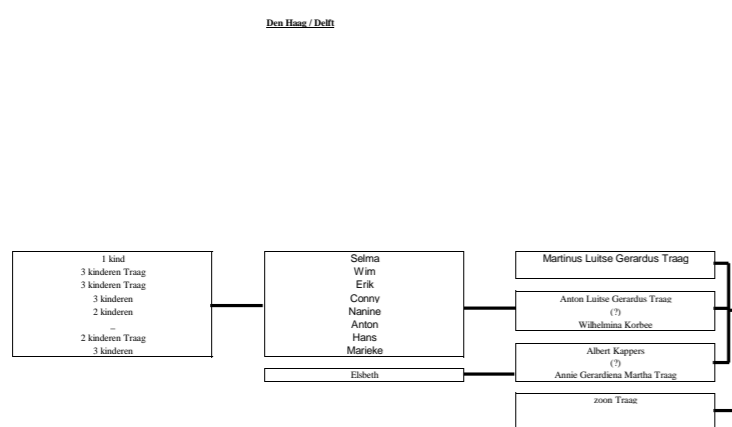 Den Haag / Delft
1 kind
3 kinderen Traag
3 kinderen Traag
3 kinderen
2 kinderen
_
2 kinderen Traag
3 kinderen
Selma
Wim
Erik
Conny
Nanine
Anton
Hans
Marieke
Elsbeth
Martinus Luitse Gerardus Traag
Anton Luitse Gerardus Traag
(?)
Wilhelmina Korbee
Albert Kappers
(?)
Annie Gerardiena Martha Traag
zoon Traag